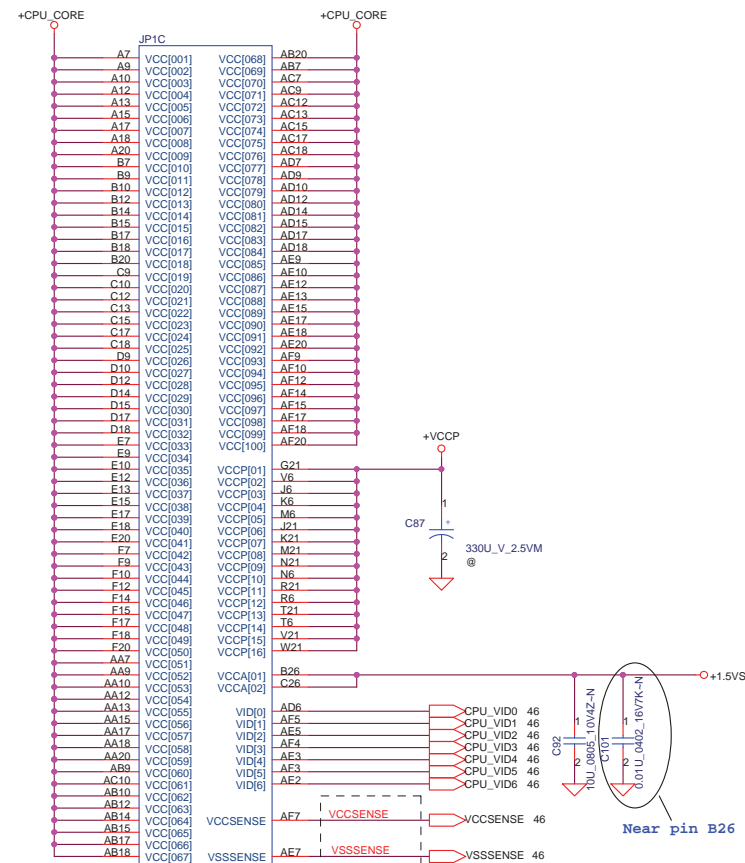 +CPU_CORE +CPU_CORE
JP1C
A7 VCC[001] VCC[068] AB20
A9 VCC[002] VCC[069] AB7
A10 VCC[003] VCC[070] AC7
A12 VCC[004] VCC[071] AC9
A13 VCC[005] VCC[072] AC12
A15 VCC[006] VCC[073] AC13
A17 VCC[007] VCC[074] AC15
A18 VCC[008] VCC[075] AC17
A20 VCC[009] VCC[076] AC18
B7 VCC[010] VCC[077] AD7
B9 VCC[011] VCC[078] AD9
B10 VCC[012] VCC[079] AD10
B12 VCC[013] VCC[080] AD12
B14 VCC[014] VCC[081] AD14
B15 VCC[015] VCC[082] AD15
B17 VCC[016] VCC[083] AD17
B18 VCC[017] VCC[084] AD18
B20 VCC[018] VCC[085] AE9
C9 VCC[019] VCC[086] AE10
C10 VCC[020] VCC[087] AE12
C12 VCC[021] VCC[088] AE13
C13 VCC[022] VCC[089] AE15
C15 VCC[023] VCC[090] AE17
C17 VCC[024] VCC[091] AE18
C18 VCC[025] VCC[092] AE20
D9 VCC[026] VCC[093] AF9
D10 VCC[027] VCC[094] AF10
D12 VCC[028] VCC[095] AF12
D14 VCC[029] VCC[096] AF14
D15 VCC[030] VCC[097] AF15
D17 VCC[031] VCC[098] AF17
D18 VCC[032] VCC[099] AF18
E7 VCC[033] VCC[100] AF20
E9 VCC[034]
+VCCP
E10 VCC[035] VCCP[01] G21
E12 VCC[036] VCCP[02] V6
E13 VCC[037] VCCP[03] J6
E15 VCC[038] VCCP[04] K6
E17 VCC[039] VCCP[05] M6
E18 VCC[040] VCCP[06] J21
E20 VCC[041] VCCP[07] K21
F7 VCC[042] VCCP[08] M21
F9 VCC[043] VCCP[09] N21
F10 VCC[044] VCCP[10] N6
F12 VCC[045] VCCP[11] R21
F14 VCC[046] VCCP[12] R6
F15 VCC[047] VCCP[13] T21
F17 VCC[048] VCCP[14] T6
F18 VCC[049] VCCP[15] V21
F20 VCC[050] VCCP[16] W21
1
C87 +
330U_V_2.5VM
2
@
AA7 VCC[051]
AA9 VCC[052] VCCA[01] B26 +1.5VS
AA10 VCC[053] VCCA[02] C26
AA12 VCC[054]
AA13 VCC[055] VID[0] AD6 CPU_VID0 46
AA15 VCC[056] VID[1] AF5 CPU_VID1 46
AA17 VCC[057] VID[2] AE5 CPU_VID2 46
AA18 VCC[058] VID[3] AF4 CPU_VID3 46
AA20 VCC[059] VID[4] AE3 CPU_VID4 46
AB9 VCC[060] VID[5] AF3 CPU_VID5 46
AC10 VCC[061] VID[6] AE2 CPU_VID6 46
AB10 VCC[062]
AB12 VCC[063]
AB14 VCC[064] VCCSENSE AF7 VCCSENSE VCCSENSE 46
AB15 VCC[065]
AB17 VCC[066]
AB18 VCC[067] VSSSENSE AE7 VSSSENSE VSSSENSE 46
C92
1
2
10U_0805_10V4Z~N
C101
1
2
0.01U_0402_16V7K~N
Near pin B26